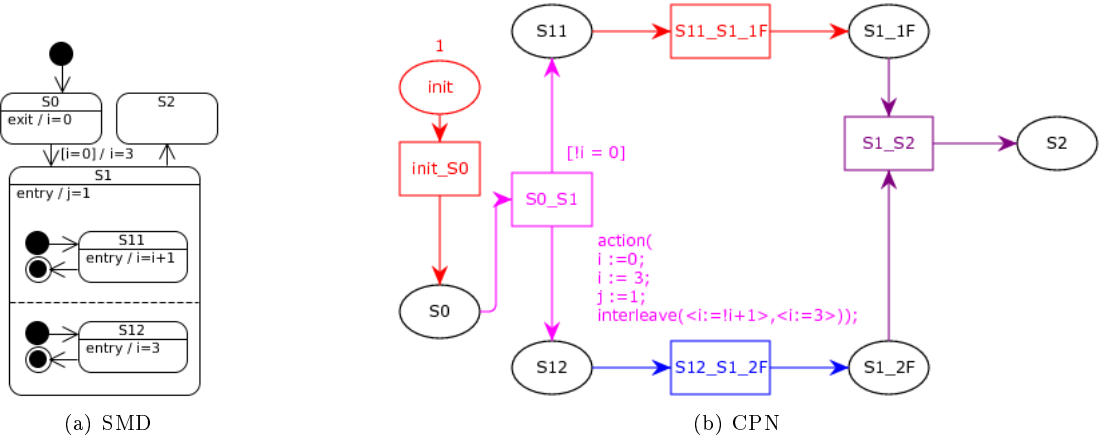 S0
exit / i=0
S2
[i=0] / i=3
S1
entry / j=1
S11
entry / i=i+1
S12
entry / i=3
(a) SMD
1
init
init_S0
S0
S11
S11_S1_1F
S1_1F
[!i = 0]
S0_S1
S1_S2
S2
action(
i :=0;
i := 3;
j :=1;
interleave(<i:=!i+1>,<i:=3>));
S12
S12_S1_2F
S1_2F
(b) CPN